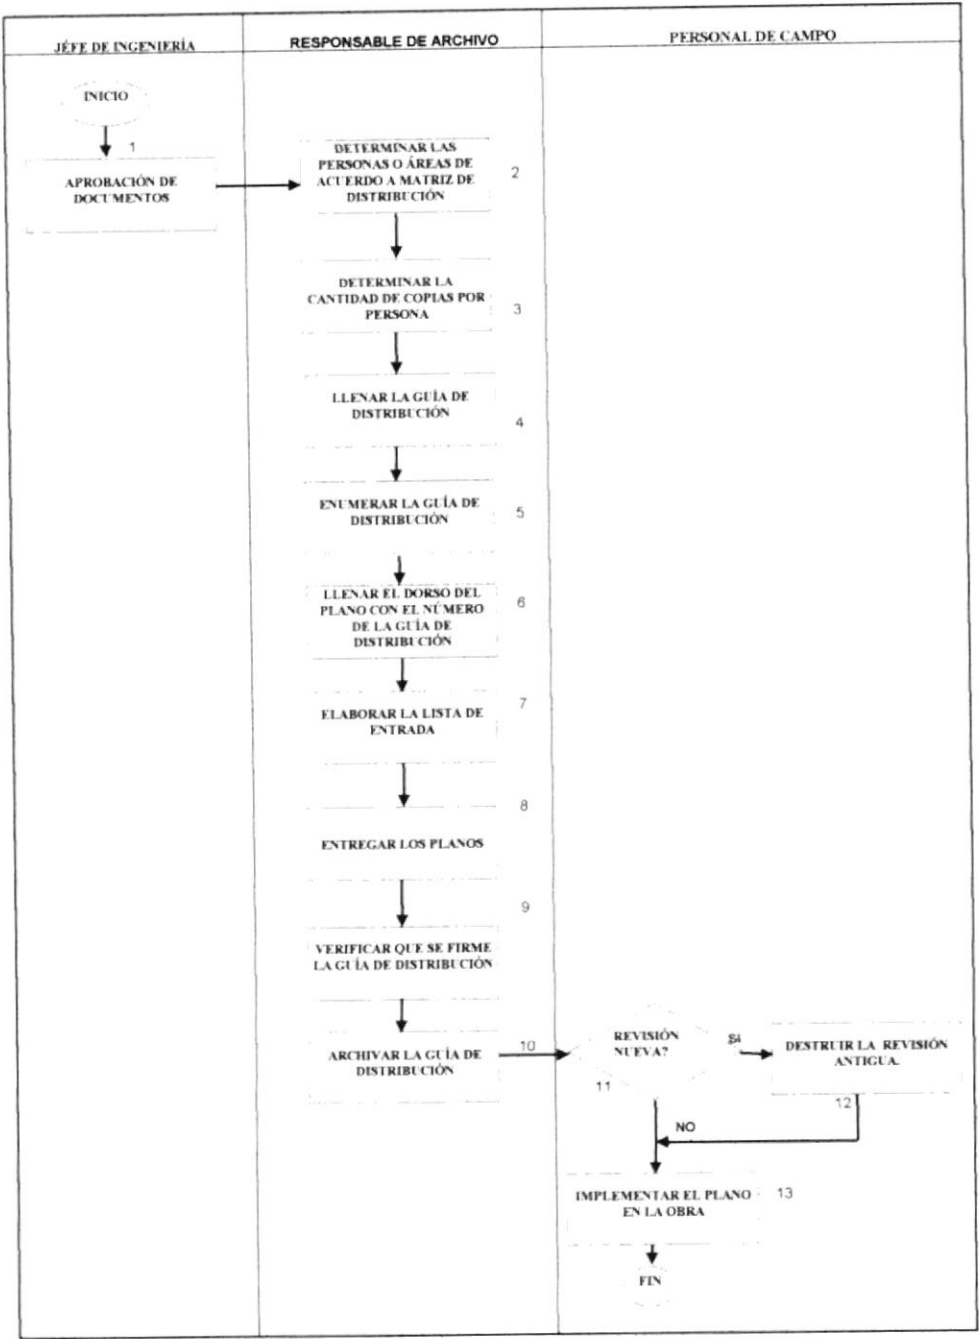 JÉFE DE INGENIERÍA
RESPONSABLE DE ARCHIVO
PERSONAL DE CAMPO
INICIO
1
APROBACIÓN DE
DOCUMENTOS
DETERMINAR LAS
PERSONAS O ÁREAS DE
ACUERDO A MATRIZ DE
DISTRIBUCIÓN
2
DETERMINAR LA
CANTIDAD DE COPIAS POR
PERSONA
3
LLENAR LA GUÍA DE
DISTRIBUCIÓN
4
ENUMERAR LA GUÍA DE
DISTRIBUCIÓN
5
LLENAR EL DORSO DEL
PLANO CON EL NÚMERO
DE LA GUÍA DE
DISTRIBUCIÓN
6
ELABORAR LA LISTA DE
ENTRADA
7
8
ENTREGAR LOS PLANOS
9
VERIFICAR QUE SE FIRME
LA GUÍA DE DISTRIBUCIÓN
ARCHIVAR LA GUÍA DE
DISTRIBUCIÓN
10
REVISIÓN
NUEVA?
11
SI
DESTRUIR LA REVISIÓN
ANTIGUA.
12
NO
IMPLEMENTAR EL PLANO
EN LA OBRA
13
FIN